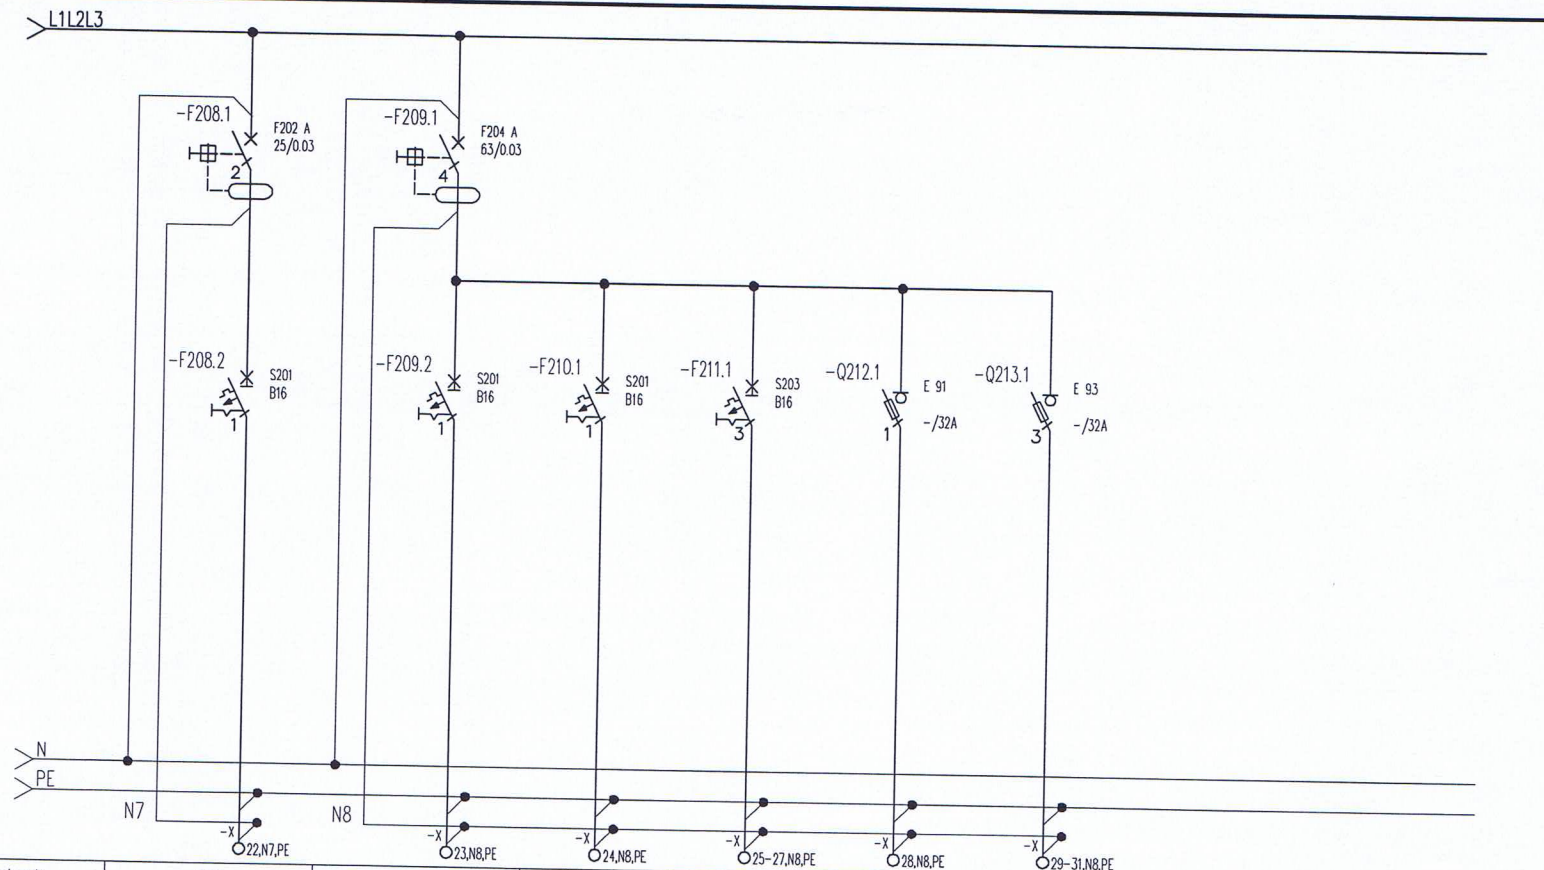 L1L2L3
-F208.1
F202 A
25/0.03
2
-F209.1
F204 A
63/0.03
4
-F208.2
S201
B16
1
-F209.2
S201
B16
1
-F210.1
S201
B16
1
-F211.1
S203
B16
3
-Q212.1
E 91
-/32A
1
-Q213.1
E 93
-/32A
3
N
PE
N7
N8
-X
22,N7,PE
-X
23,N8,PE
-X
24,N8,PE
-X
25-27,N8,PE
-X
28,N8,PE
-X
29-31,N8,PE